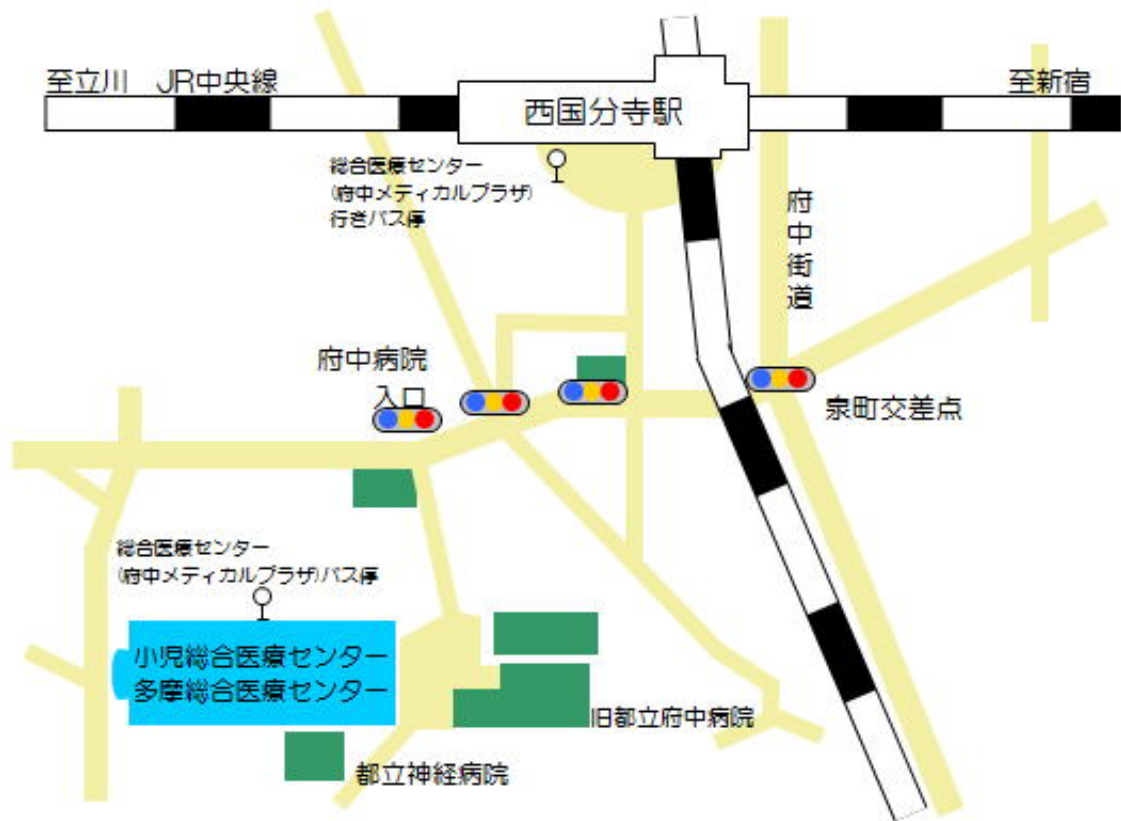 至立川　JR中央線
至新宿
西国分寺駅
総合医療センター
(府中メディカルプラザ)
行きバス停
府中街道
府中病院
入口
泉町交差点
総合医療センター
(府中メディカルプラザ)バス停
小児総合医療センター
多摩総合医療センター
旧都立府中病院
都立神経病院